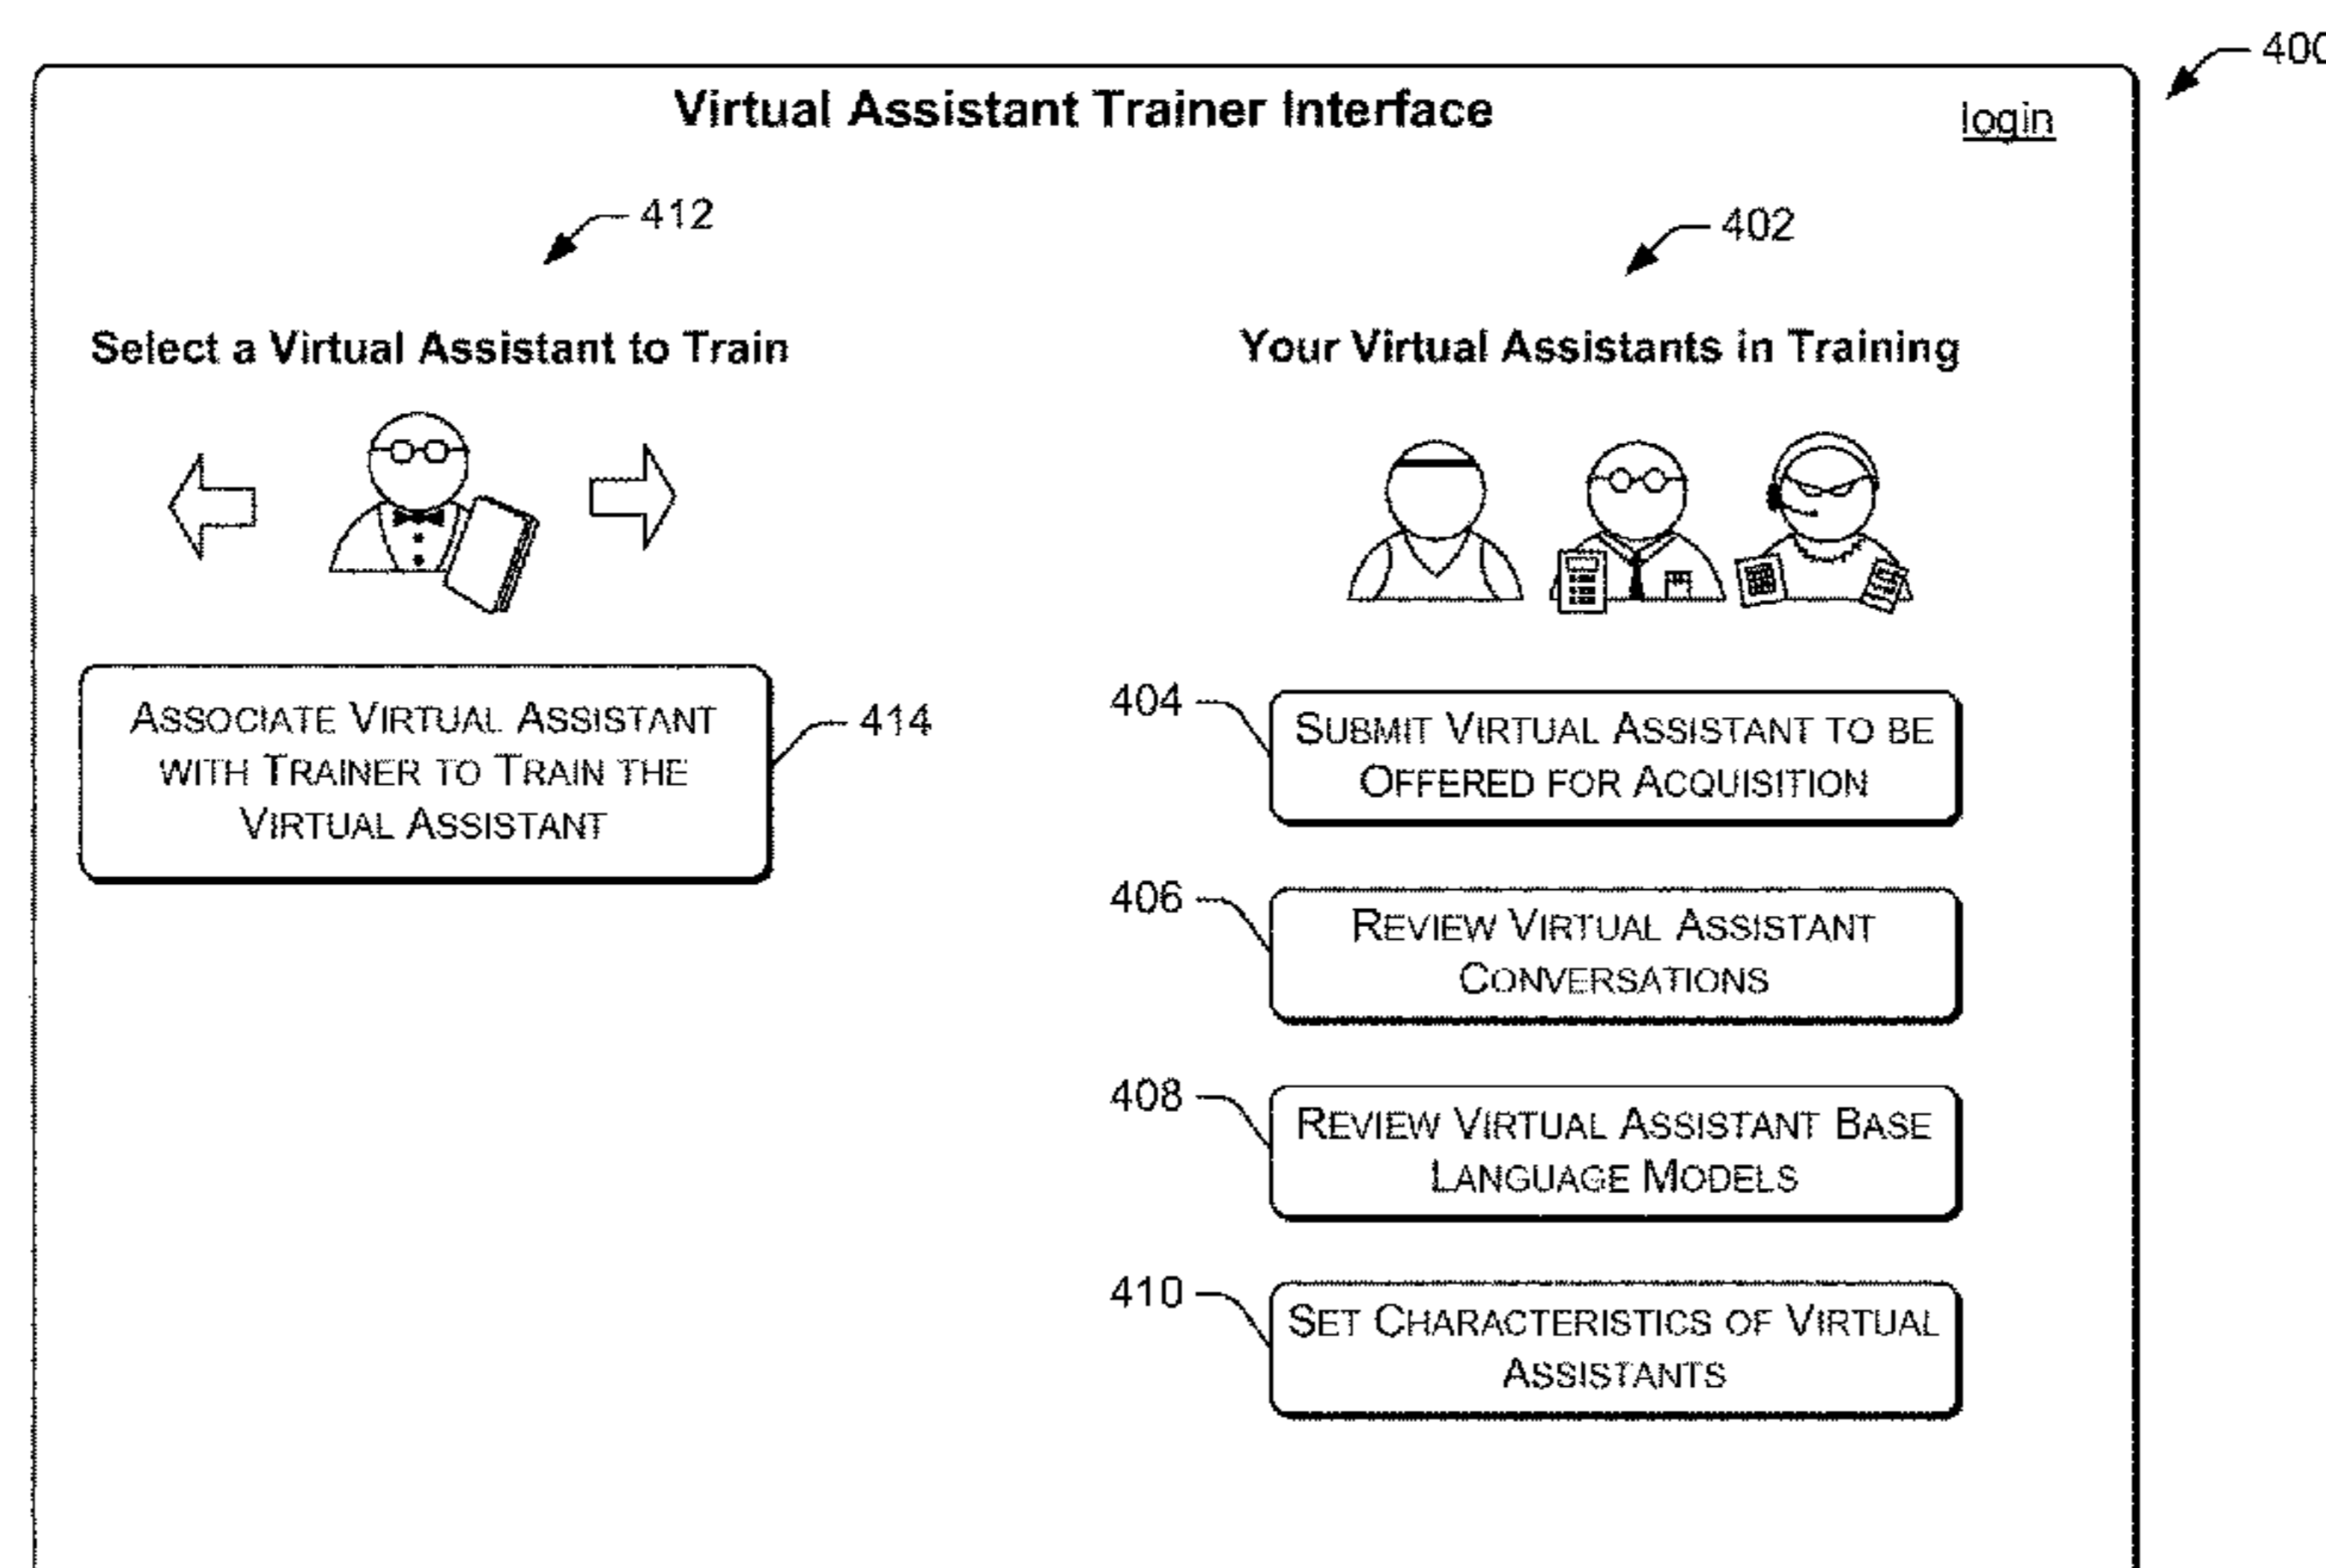 400
Virtual Assistant Trainer Interface
login
412
402
Select a Virtual Assistant to Train
Your Virtual Assistants in Training
ASSOCIATE VIRTUAL ASSISTANT
WITH TRAINER TO TRAIN THE
VIRTUAL ASSISTANT
414
404
SUBMIT VIRTUAL ASSISTANT TO BE
OFFERED FOR ACQUISITION
406
REVIEW VIRTUAL ASSISTANT
CONVERSATIONS
408
REVIEW VIRTUAL ASSISTANT BASE
LANGUAGE MODELS
410
SET CHARACTERISTICS OF VIRTUAL
ASSISTANTS